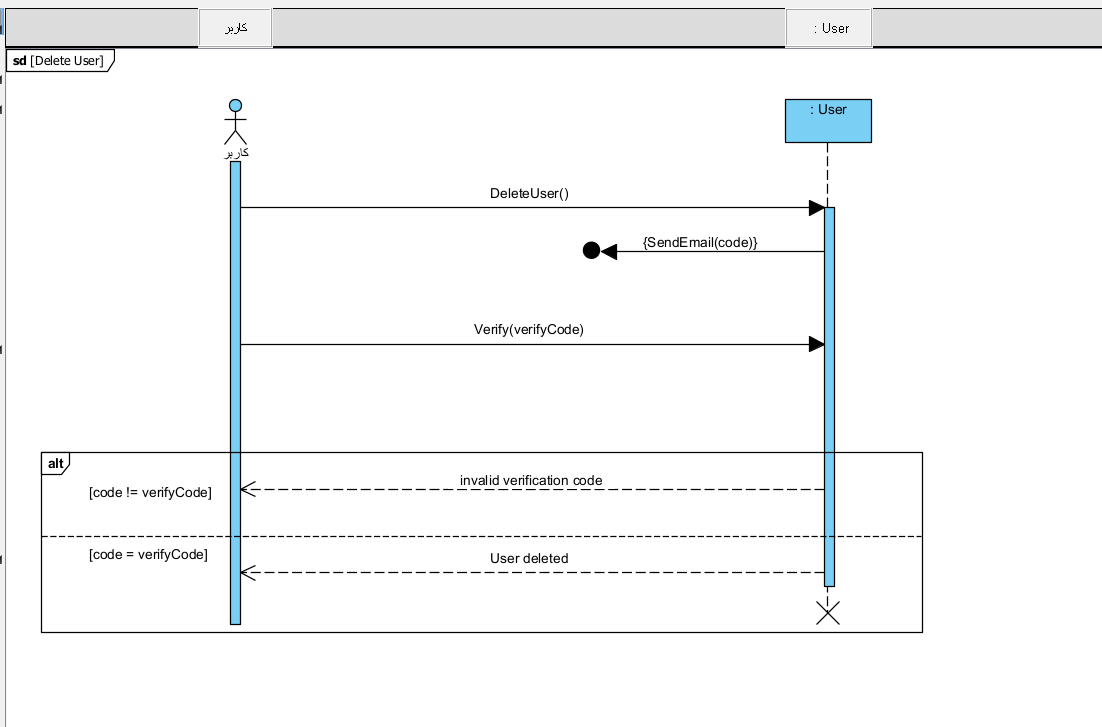 کاربر
: User
sd [Delete User]
: User
کاربر
DeleteUser()
{SendEmail(code)}
Verify(verifyCode)
alt
invalid verification code
[code != verifyCode]
[code = verifyCode]
User deleted